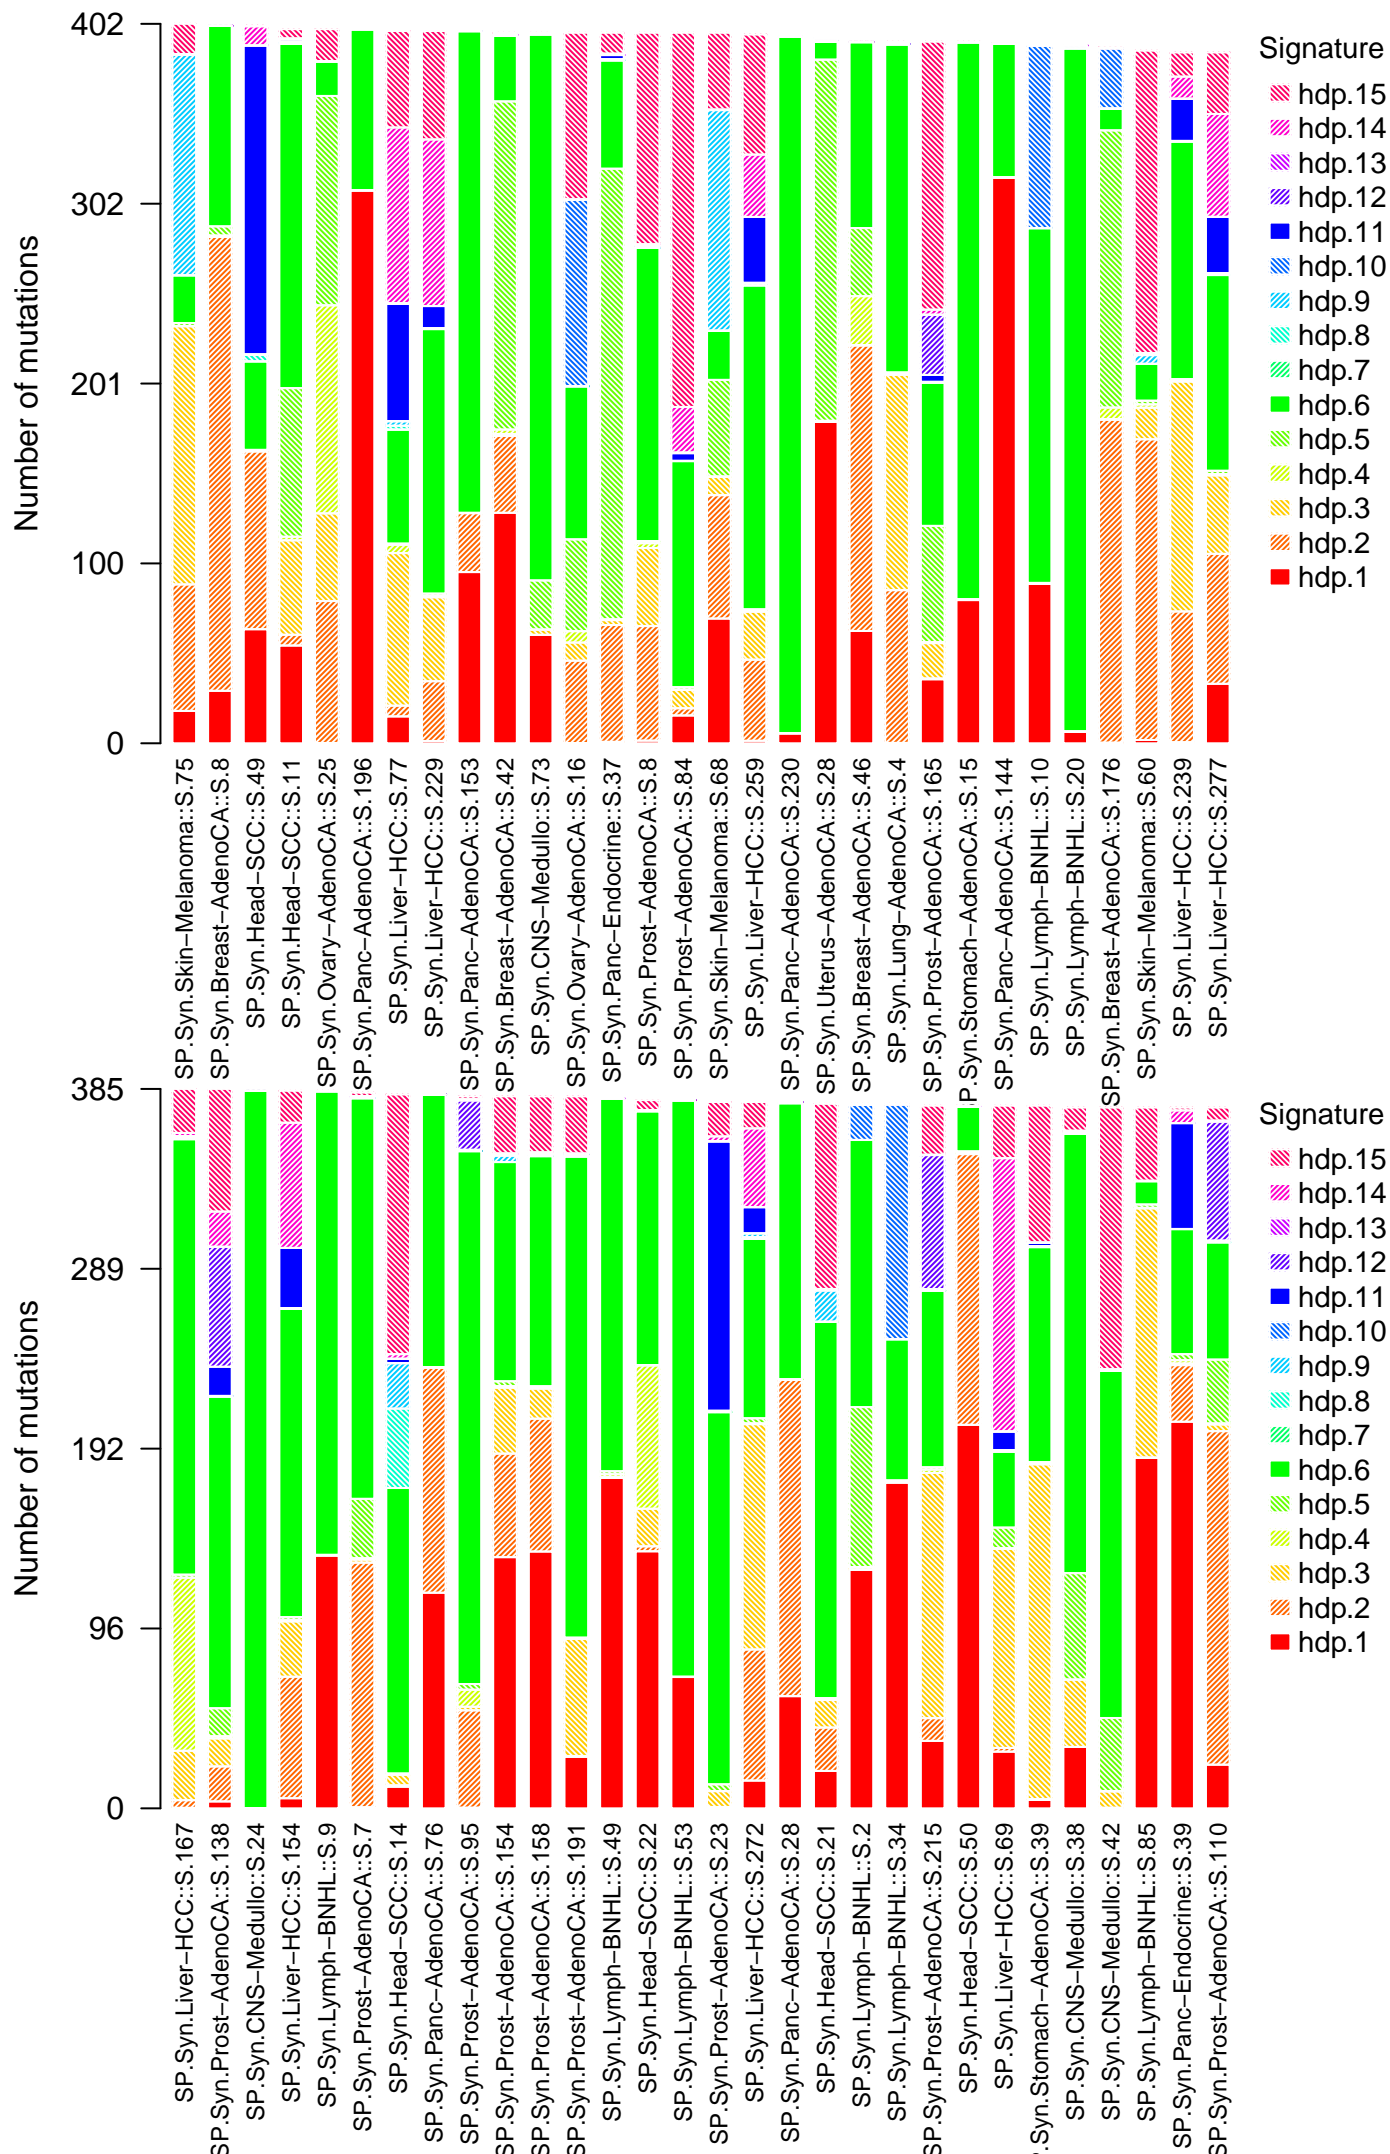 402
302
201
100
0
Number of mutations
Signature
hdp.15
hdp.14
hdp.13
hdp.12
hdp.11
hdp.10
hdp.9
hdp.8
hdp.7
hdp.6
hdp.5
hdp.4
hdp.3
hdp.2
hdp.1
SP.Syn.Skin−Melanoma::S.75
SP.Syn.Breast−AdenoCA::S.8
SP.Syn.Head−SCC::S.49
SP.Syn.Head−SCC::S.11
SP.Syn.Ovary−AdenoCA::S.25
SP.Syn.Panc−AdenoCA::S.196
SP.Syn.Liver−HCC::S.77
SP.Syn.Liver−HCC::S.229
SP.Syn.Panc−AdenoCA::S.153
SP.Syn.Breast−AdenoCA::S.42
SP.Syn.CNS−Medullo::S.73
SP.Syn.Ovary−AdenoCA::S.16
SP.Syn.Panc−Endocrine::S.37
SP.Syn.Prost−AdenoCA::S.8
SP.Syn.Prost−AdenoCA::S.84
SP.Syn.Skin−Melanoma::S.68
SP.Syn.Liver−HCC::S.259
SP.Syn.Panc−AdenoCA::S.230
SP.Syn.Uterus−AdenoCA::S.28
SP.Syn.Breast−AdenoCA::S.46
SP.Syn.Lung−AdenoCA::S.4
SP.Syn.Prost−AdenoCA::S.165
P.Syn.Stomach−AdenoCA::S.15
SP.Syn.Panc−AdenoCA::S.144
SP.Syn.Lymph−BNHL::S.10
SP.Syn.Lymph−BNHL::S.20
SP.Syn.Breast−AdenoCA::S.176
SP.Syn.Skin−Melanoma::S.60
SP.Syn.Liver−HCC::S.239
SP.Syn.Liver−HCC::S.277
385
289
192
96
0
Number of mutations
Signature
hdp.15
hdp.14
hdp.13
hdp.12
hdp.11
hdp.10
hdp.9
hdp.8
hdp.7
hdp.6
hdp.5
hdp.4
hdp.3
hdp.2
hdp.1
SP.Syn.Liver−HCC::S.167
SP.Syn.Prost−AdenoCA::S.138
SP.Syn.CNS−Medullo::S.24
SP.Syn.Liver−HCC::S.154
SP.Syn.Lymph−BNHL::S.9
SP.Syn.Prost−AdenoCA::S.7
SP.Syn.Head−SCC::S.14
SP.Syn.Panc−AdenoCA::S.76
SP.Syn.Prost−AdenoCA::S.95
SP.Syn.Prost−AdenoCA::S.154
SP.Syn.Prost−AdenoCA::S.158
SP.Syn.Prost−AdenoCA::S.191
SP.Syn.Lymph−BNHL::S.49
SP.Syn.Head−SCC::S.22
SP.Syn.Lymph−BNHL::S.53
SP.Syn.Prost−AdenoCA::S.23
SP.Syn.Liver−HCC::S.272
SP.Syn.Panc−AdenoCA::S.28
SP.Syn.Head−SCC::S.21
SP.Syn.Lymph−BNHL::S.2
SP.Syn.Lymph−BNHL::S.34
SP.Syn.Prost−AdenoCA::S.215
SP.Syn.Head−SCC::S.50
SP.Syn.Liver−HCC::S.69
.Syn.Stomach−AdenoCA::S.39
SP.Syn.CNS−Medullo::S.38
SP.Syn.CNS−Medullo::S.42
SP.Syn.Lymph−BNHL::S.85
SP.Syn.Panc−Endocrine::S.39
SP.Syn.Prost−AdenoCA::S.110